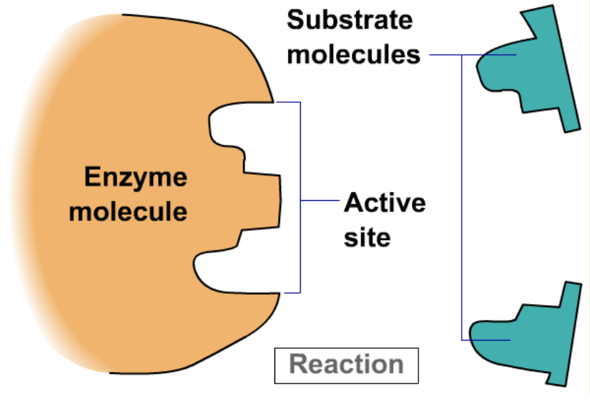 Substrate
molecules
Enzyme
molecule
Active
site
Reaction